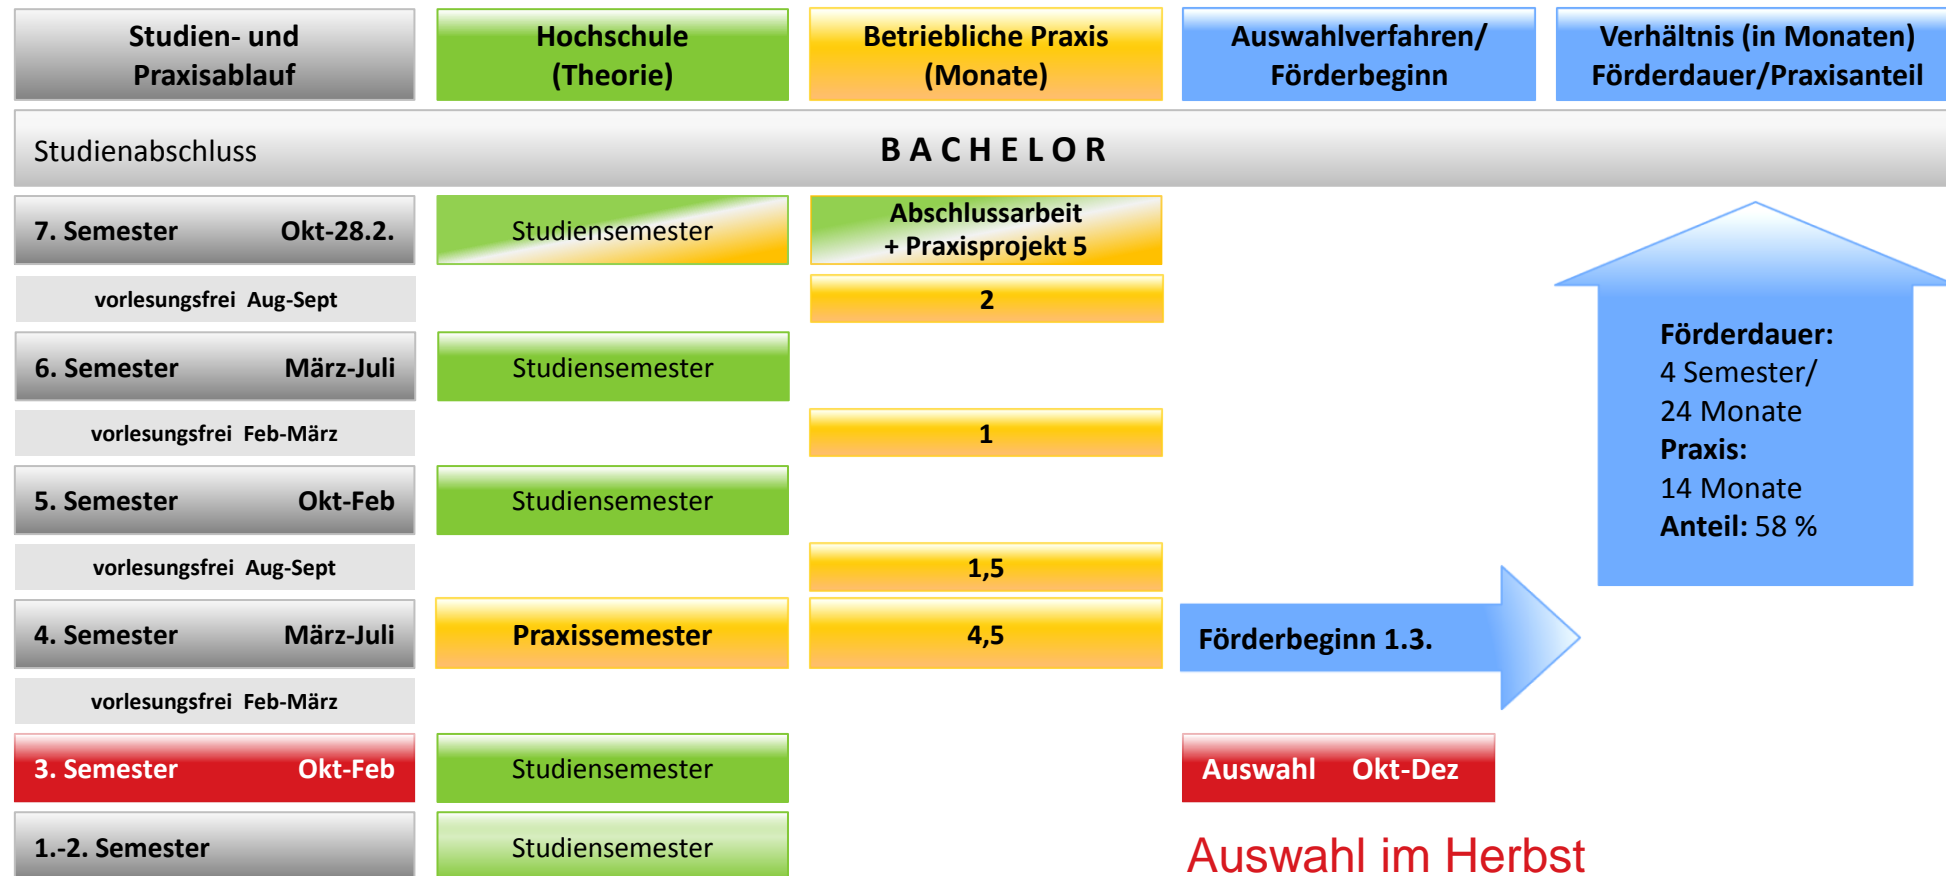 Studien- und
Praxisablauf
Hochschule
(Theorie)
Betriebliche Praxis
(Monate)
Auswahlverfahren/
Förderbeginn
Verhältnis (in Monaten)
Förderdauer/Praxisanteil
Studienabschluss B A C H E L O R
7. Semester Okt-28.2. Studiensemester
Abschlussarbeit
+ Praxisprojekt 5
vorlesungsfrei Aug-Sept 2
6. Semester März-Juli Studiensemester
vorlesungsfrei Feb-März 1
5. Semester Okt-Feb Studiensemester
vorlesungsfrei Aug-Sept 1,5
4. Semester März-Juli Praxissemester 4,5 Förderbeginn 1.3.
vorlesungsfrei Feb-März
3. Semester Okt-Feb Studiensemester Auswahl Okt-Dez
1.-2. Semester Studiensemester
Auswahl im Herbst
Förderdauer:
4 Semester/
24 Monate
Praxis:
14 Monate
Anteil: 58 %